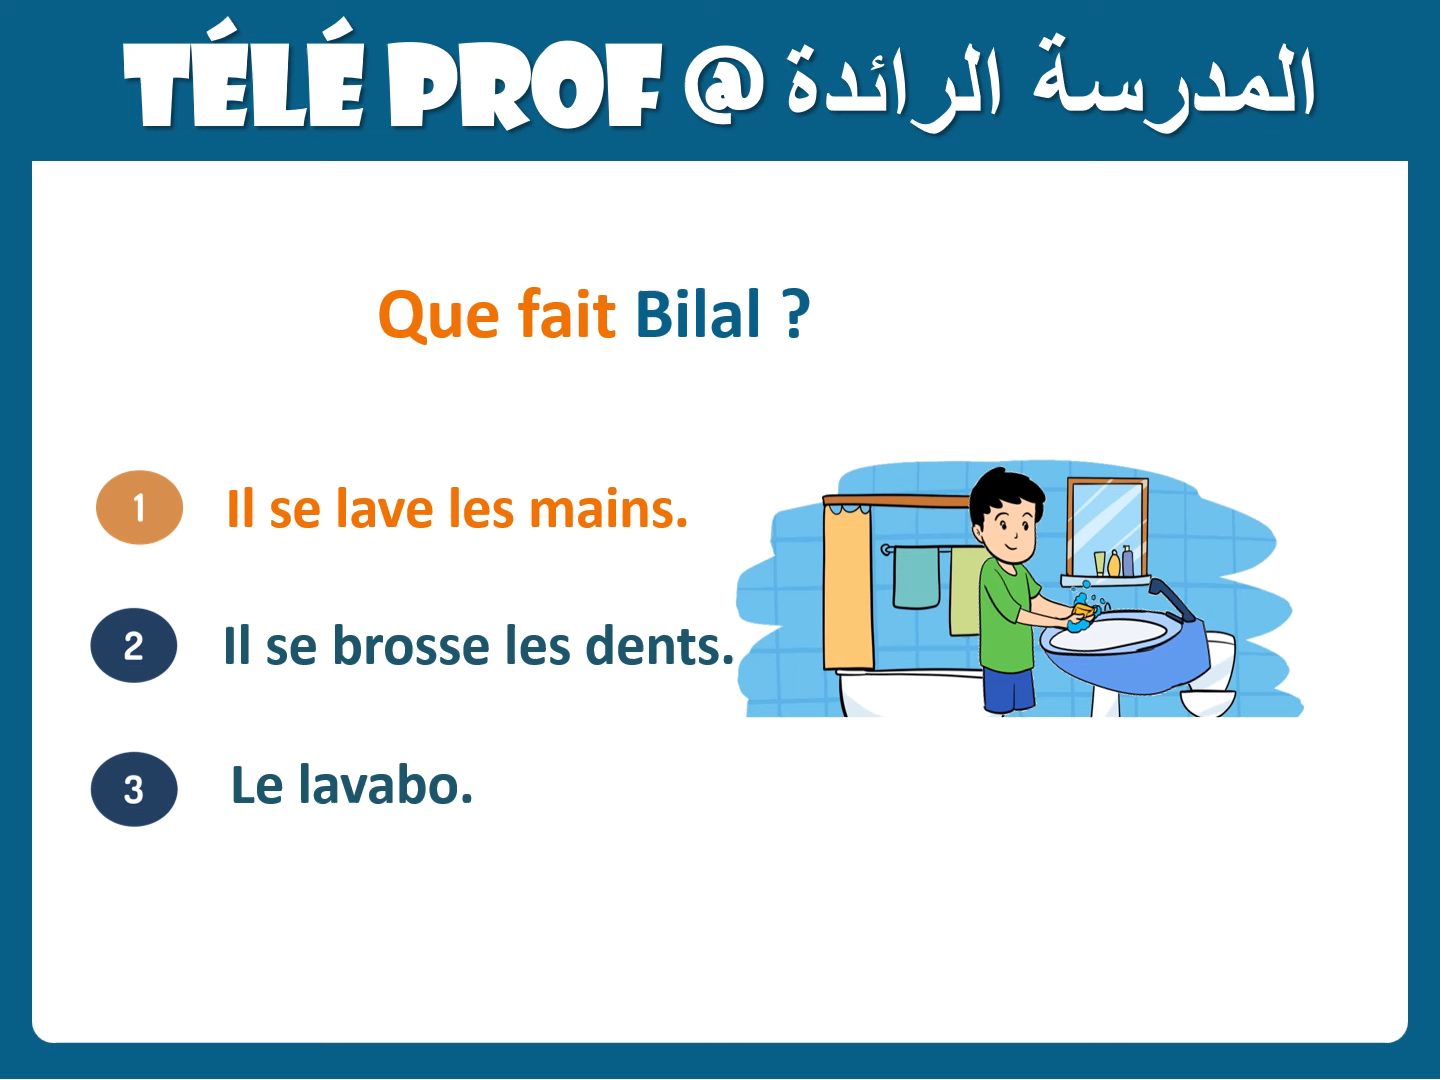 TÉLÉ PROF @ المدرسة الرائدة
Que fait Bilal ?
1 Il se lave les mains.
2 Il se brosse les dents.
3 Le lavabo.